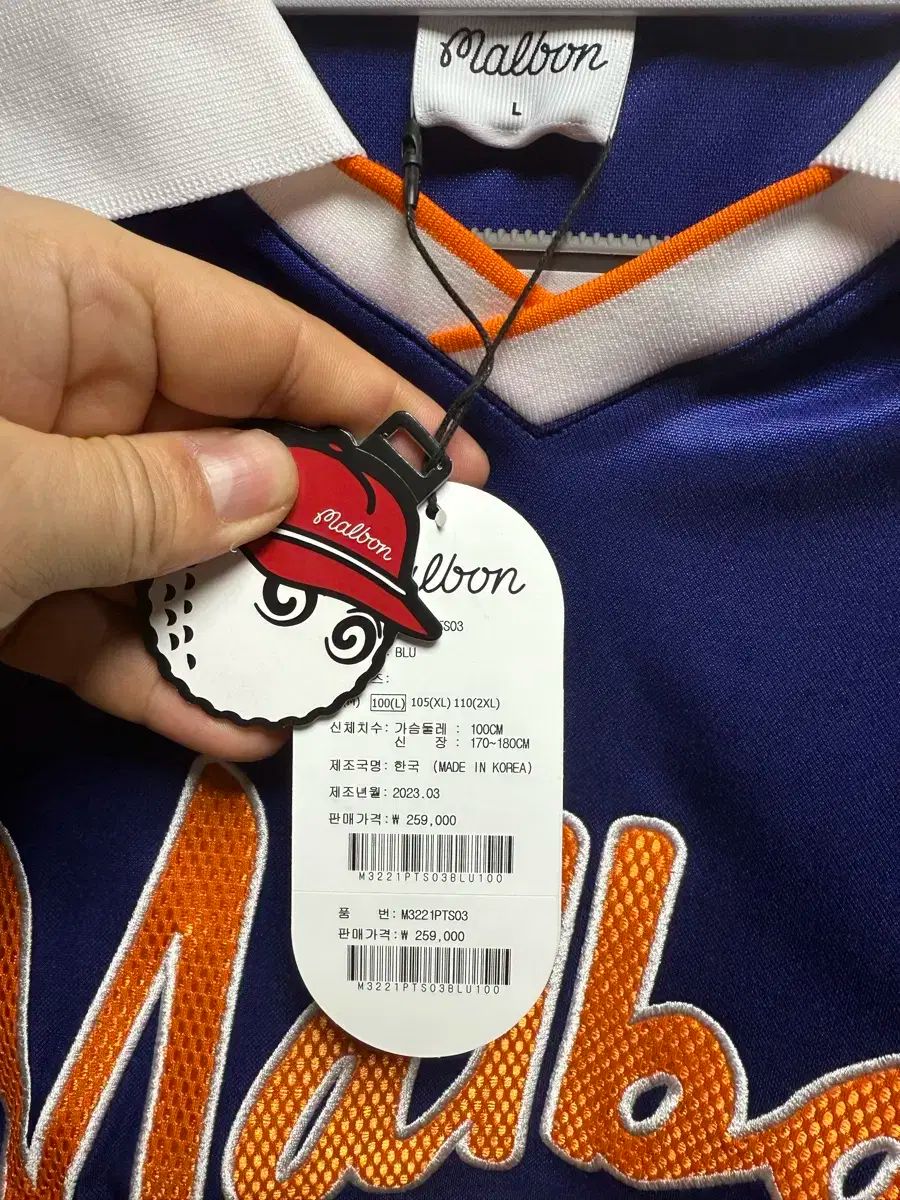 Malbon
L
Malbon
TS03
BLU
100(L) 105(XL) 110(2XL)
신체치수: 가슴둘레 : 100CM
신 장 : 170~180CM
제조국명: 한국 (MADE IN KOREA)
제조년월: 2023.03
판매가격:₩ 259,000
M3221PTS03BLU100
품 번: M3221PTS03
판매가격:₩ 259,000
M3221PTS03BLU100
Malbo